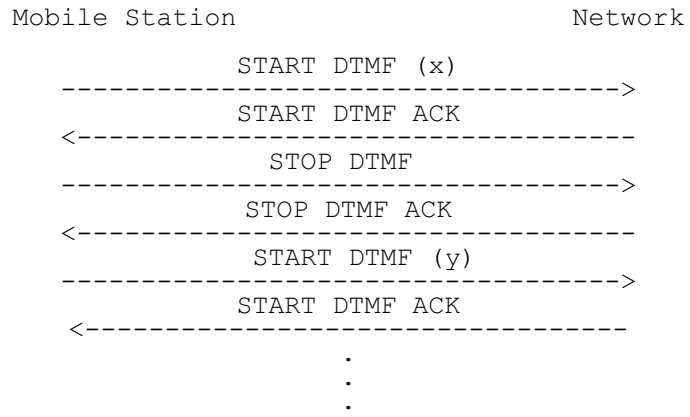 Mobile Station Network
START DTMF (x)
----------------------------------->
START DTMF ACK
<-----------------------------------
STOP DTMF
----------------------------------->
STOP DTMF ACK
<-----------------------------------
START DTMF (y)
----------------------------------->
START DTMF ACK
<----------------------------------
.
.
.